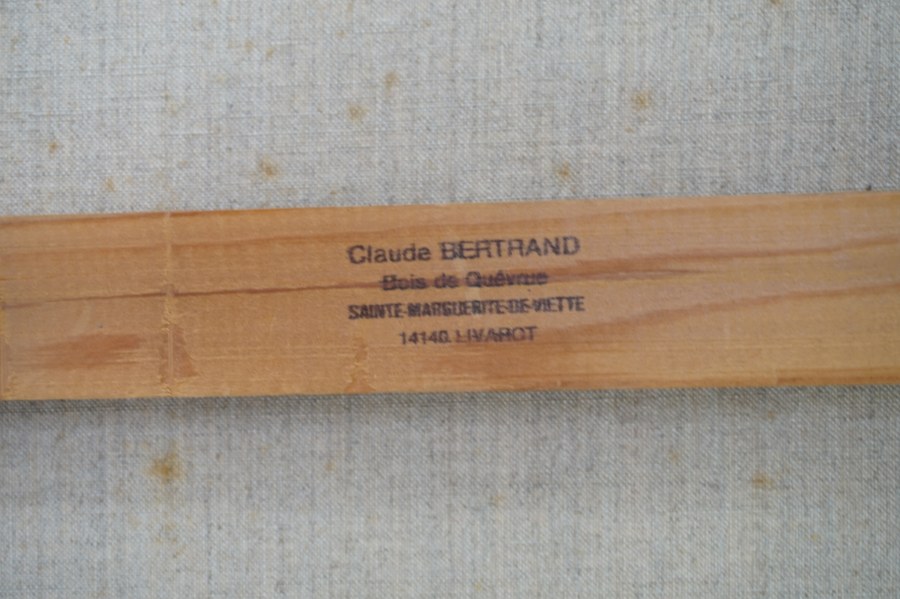 Claude BERTRAND
Bois de Quévrue
SAINTE-MARGUERITE-DE-VIETTE
14140 LIVAROT